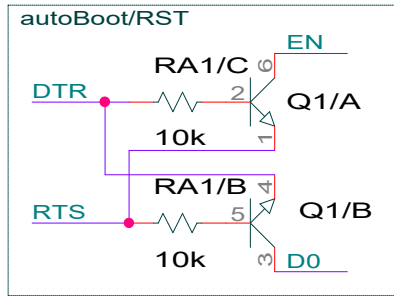 autoBoot/RST
EN
RA1/C
6
DTR
2
Q1/A
10k
1
RA1/B
4
RTS
5
Q1/B
10k
3
D0